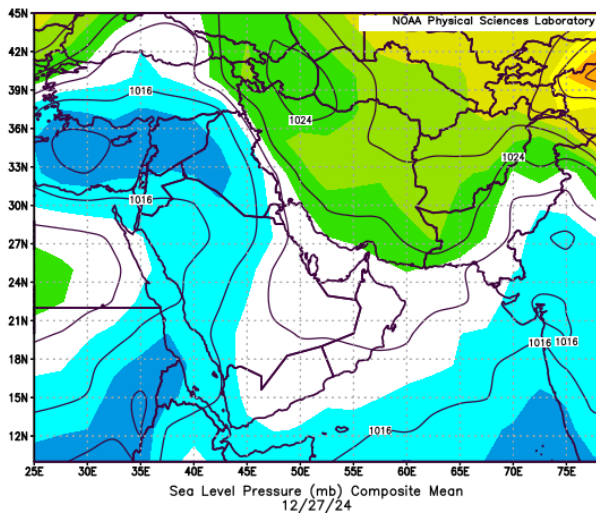 NOAA Physical Sciences Laboratory
45N
42N
39N
36N
33N
30N
27N
24N
21N
18N
15N
12N
1016
1024
1024
1016
1016
1016
1016
25E
30E
35E
40E
45E
50E
55E
60E
65E
70E
75E
Sea Level Pressure (mb) Composite Mean
12/27/24